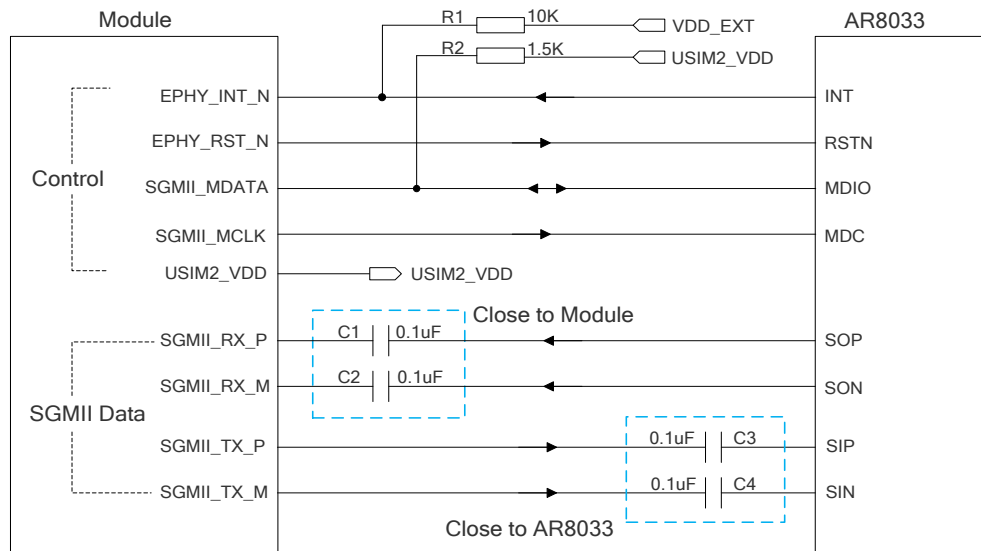 Module
R1 10K VDD_EXT
AR8033
R2 1.5K USIM2_VDD
EPHY_INT_N INT
EPHY_RST_N RSTN
Control
SGMII_MDATA MDIO
SGMII_MCLK MDC
USIM2_VDD USIM2_VDD
Close to Module
SGMII_RX_P C1 0.1uF SOP
SGMII_RX_M C2 0.1uF SON
SGMII Data
SGMII_TX_P 0.1uF C3 SIP
SGMII_TX_M 0.1uF C4 SIN
Close to AR8033